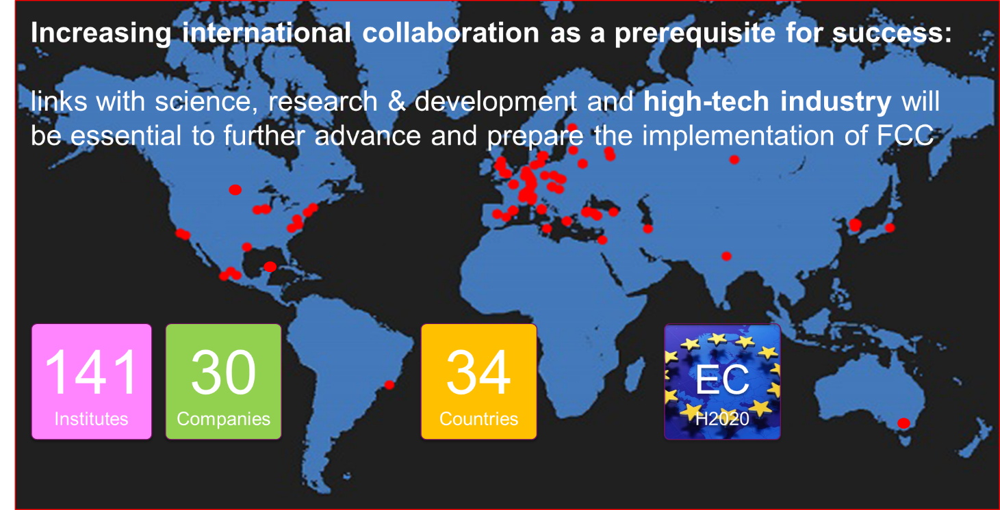 Increasing international collaboration as a prerequisite for success:
links with science, research & development and high-tech industry will
be essential to further advance and prepare the implementation of FCC
141
Institutes
30
Companies
34
Countries
EC
H2020